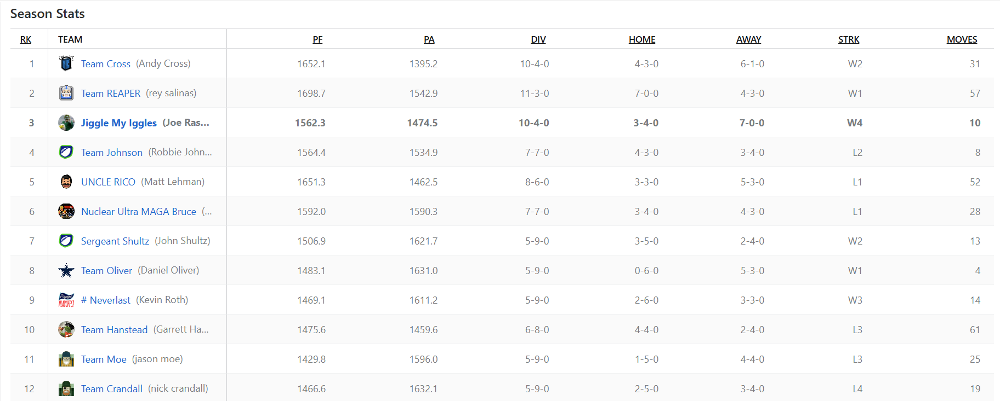 Season Stats
RK TEAM PF PA DIV HOME AWAY STRK MOVES
1 Team Cross (Andy Cross) 1652.1 1395.2 10-4-0 4-3-0 6-1-0 W2 31
2 Team REAPER (rey salinas) 1698.7 1542.9 11-3-0 7-0-0 4-3-0 W1 57
3 Jiggle My Iggles (Joe Ras... 1562.3 1474.5 10-4-0 3-4-0 7-0-0 W4 10
4 Team Johnson (Robbie John... 1564.4 1534.9 7-7-0 4-3-0 3-4-0 L2 8
5 UNCLE RICO (Matt Lehman) 1651.3 1462.5 8-6-0 3-3-0 5-3-0 L1 52
6 Nuclear Ultra MAGA Bruce (... 1592.0 1590.3 7-7-0 3-4-0 4-3-0 L1 28
7 Sergeant Shultz (John Shultz) 1506.9 1621.7 5-9-0 3-5-0 2-4-0 W2 13
8 Team Oliver (Daniel Oliver) 1483.1 1631.0 5-9-0 0-6-0 5-3-0 W1 4
9 PLAYOFFS! # Neverlast (Kevin Roth) 1469.1 1611.2 5-9-0 2-6-0 3-3-0 W3 14
10 Team Hanstead (Garrett Ha... 1475.6 1459.6 6-8-0 4-4-0 2-4-0 L3 61
11 Team Moe (jason moe) 1429.8 1596.0 5-9-0 1-5-0 4-4-0 L3 25
12 Team Crandall (nick crandall) 1466.6 1632.1 5-9-0 2-5-0 3-4-0 L4 19